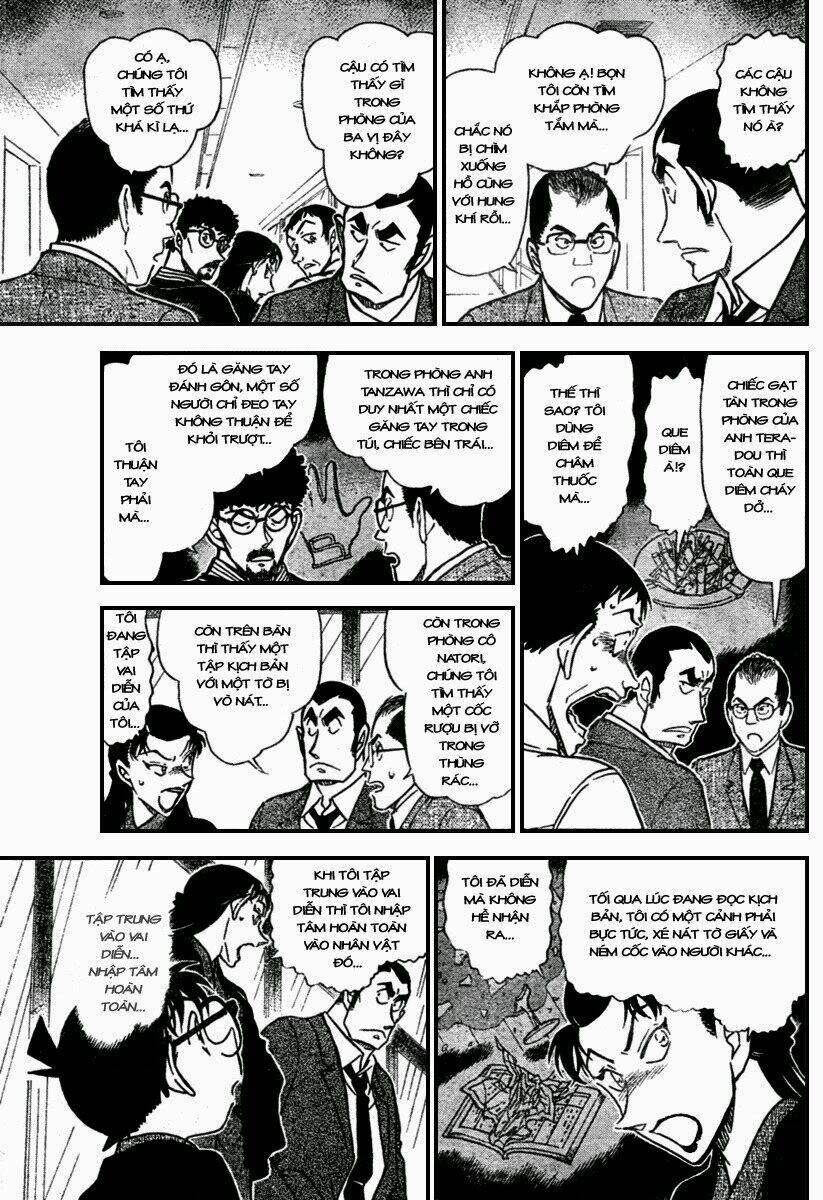 CÁC CẬU
KHÔNG
TÌM THẤY
NÓ À?
KHÔNG Ạ! BỌN
TÔI CÒN TÌM
KHẮP PHÒNG
TẮM MÀ...
CHẮC NÓ
BỊ CHÌM
XUỐNG
HỒ CÙNG
VỚI HUNG
KHÍ RỒI...
CẬU CÓ TÌM
THẤY GÌ
TRONG
PHÒNG CỦA
BA VỊ ĐÂY
KHÔNG?
CÓ Ạ,
CHÚNG TÔI
TÌM THẤY
MỘT SỐ THỨ
KHÁ KÌ LẠ...
CHIẾC GẠT
TÀN TRONG
PHÒNG CỦA
ANH TERA-
DOU THÌ
TOÀN QUE
DIÊM CHÁY
DỞ...
QUE
DIÊM
À!?
THẾ THÌ
SAO? TÔI
DÙNG
DIÊM ĐỂ
CHÂM
THUỐC
MÀ...
TRONG PHÒNG ANH
TANZAWA THÌ CHỈ CÓ
DUY NHẤT MỘT CHIẾC
GĂNG TAY TRONG
TÚI, CHIẾC BÊN TRÁI...
ĐÓ LÀ GĂNG TAY
ĐÁNH GÔN, MỘT SỐ
NGƯỜI CHỈ ĐEO TAY
KHÔNG THUẬN ĐỂ
KHỎI TRƯỢT...
TÔI
THUẬN
TAY
PHẢI
MÀ...
CÒN TRONG
PHÒNG CÔ
NATORI,
CHÚNG TÔI
TÌM THẤY
MỘT CỐC
RƯỢU BỊ VỠ
TRONG
THÙNG
RÁC...
CÒN TRÊN BÀN
THÌ THẤY MỘT
TẬP KỊCH BẢN
VỚI MỘT TỜ BỊ
VÒ NÁT...
TÔI
ĐANG
TẬP
VAI
DIỄN
CỦA
TÔI...
TỐI QUA LÚC ĐANG ĐỌC KỊCH
BẢN, TÔI CÓ MỘT CẢNH PHẢI
BỰC TỨC, XÉ NÁT TỜ GIẤY VÀ
NÉM CỐC VÀO NGƯỜI KHÁC...
TÔI ĐÃ DIỄN
MÀ KHÔNG
HỀ NHẬN
RA...
KHI TÔI TẬP
TRUNG VÀO VAI
DIỄN THÌ TÔI NHẬP
TÂM HOÀN TOÀN
VÀO NHÂN VẬT
ĐÓ...
TẬP TRUNG
VÀO VAI
DIỄN...
NHẬP TÂM
HOÀN
TOÀN...